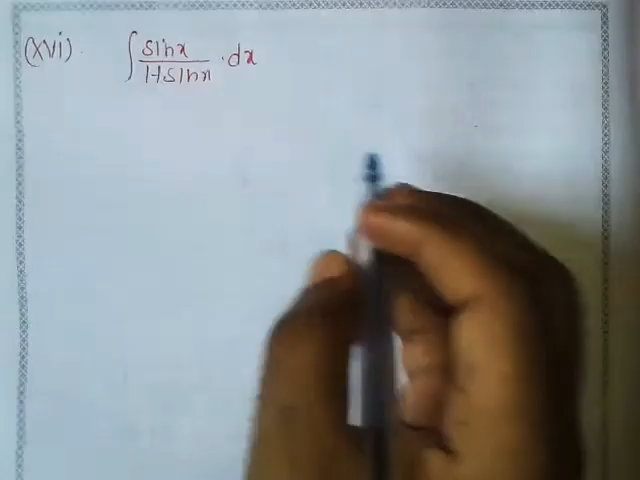 (xvi). ∫ sinx / 1-sinx . dx